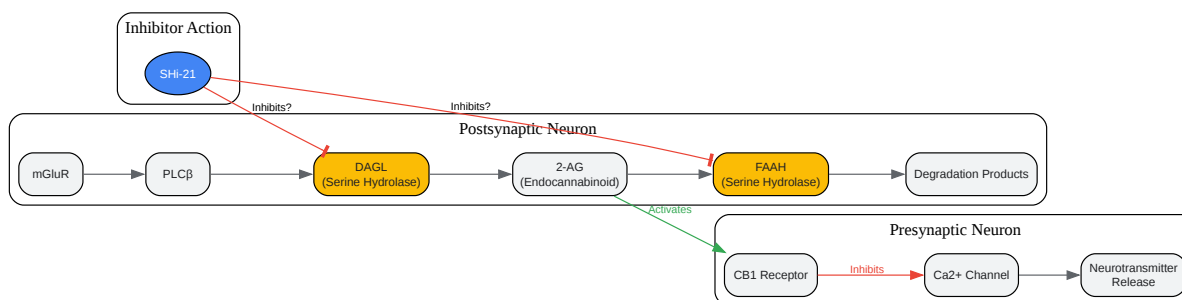 Inhibitor Action
SHi-21
Inhibits?
Inhibits?
Postsynaptic Neuron
mGluR
PLCβ
DAGL
(Serine Hydrolase)
2-AG
(Endocannabinoid)
FAAH
(Serine Hydrolase)
Degradation Products
Activates
Presynaptic Neuron
CB1 Receptor
Inhibits
Ca2+ Channel
Neurotransmitter
Release